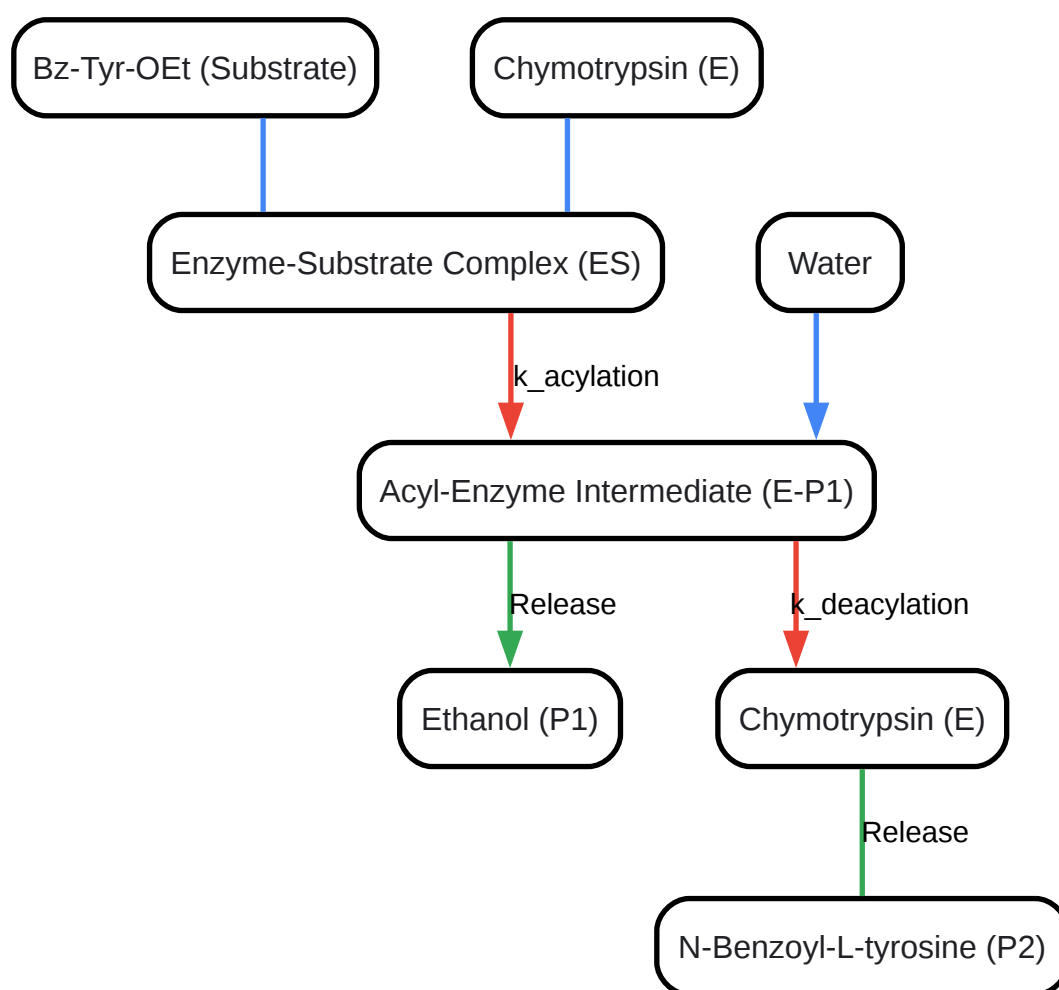 Bz-Tyr-OEt (Substrate)
Chymotrypsin (E)
Enzyme-Substrate Complex (ES)
Water
k_acylation
Acyl-Enzyme Intermediate (E-P1)
Release
k_deacylation
Ethanol (P1)
Chymotrypsin (E)
Release
N-Benzoyl-L-tyrosine (P2)